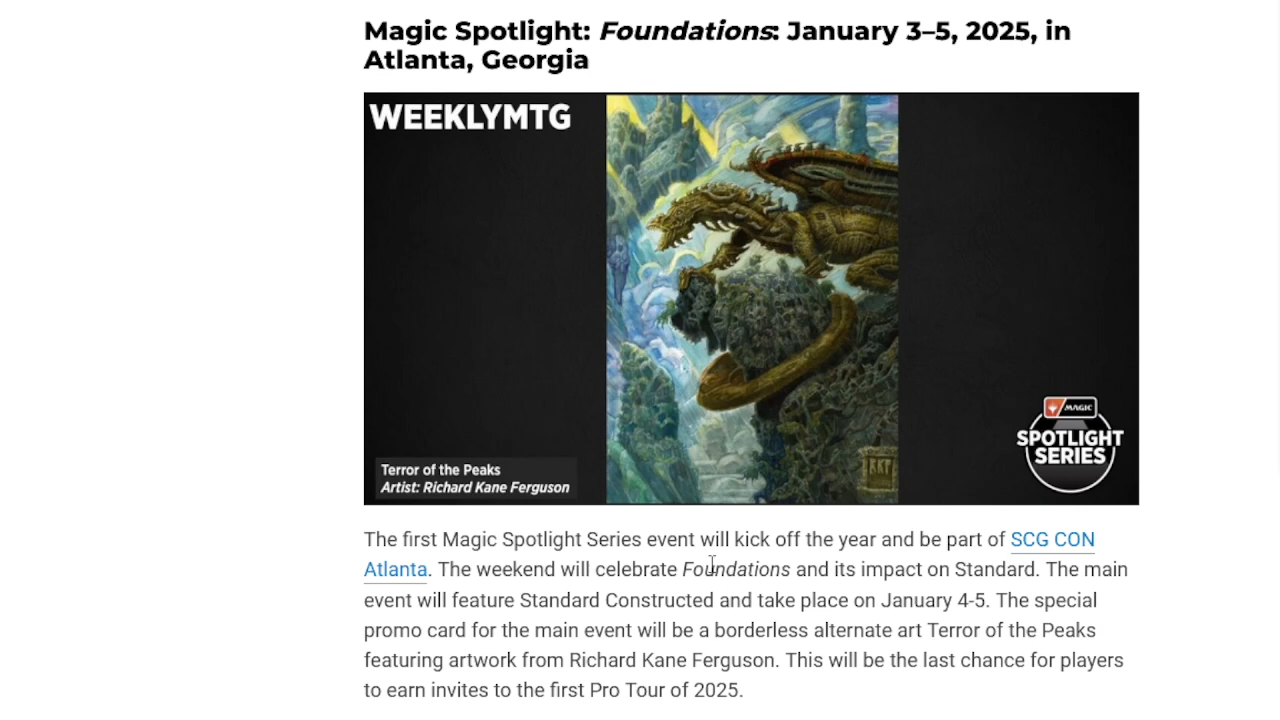 Magic Spotlight: Foundations: January 3–5, 2025, in
Atlanta, Georgia
WEEKLYMTG
MAGIC
SPOTLIGHT
SERIES
RKF
Terror of the Peaks
Artist: Richard Kane Ferguson
The first Magic Spotlight Series event will kick off the year and be part of SCG CON
Atlanta. The weekend will celebrate Foundations and its impact on Standard. The main
event will feature Standard Constructed and take place on January 4-5. The special
promo card for the main event will be a borderless alternate art Terror of the Peaks
featuring artwork from Richard Kane Ferguson. This will be the last chance for players
to earn invites to the first Pro Tour of 2025.